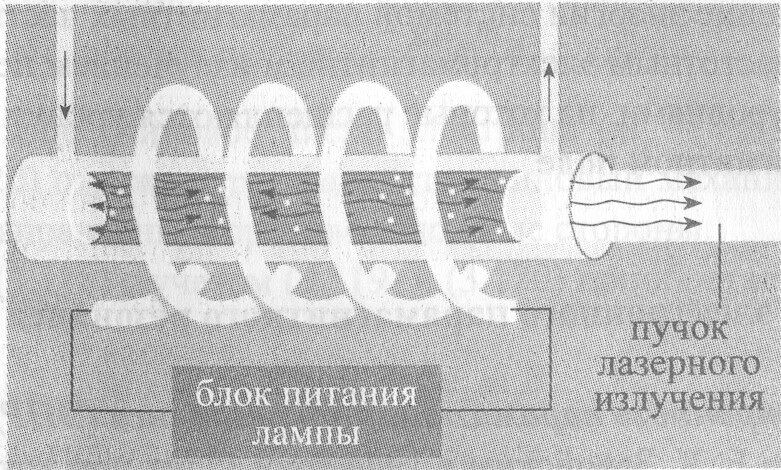 пучок
лазерного
излучения
блок питания
лампы